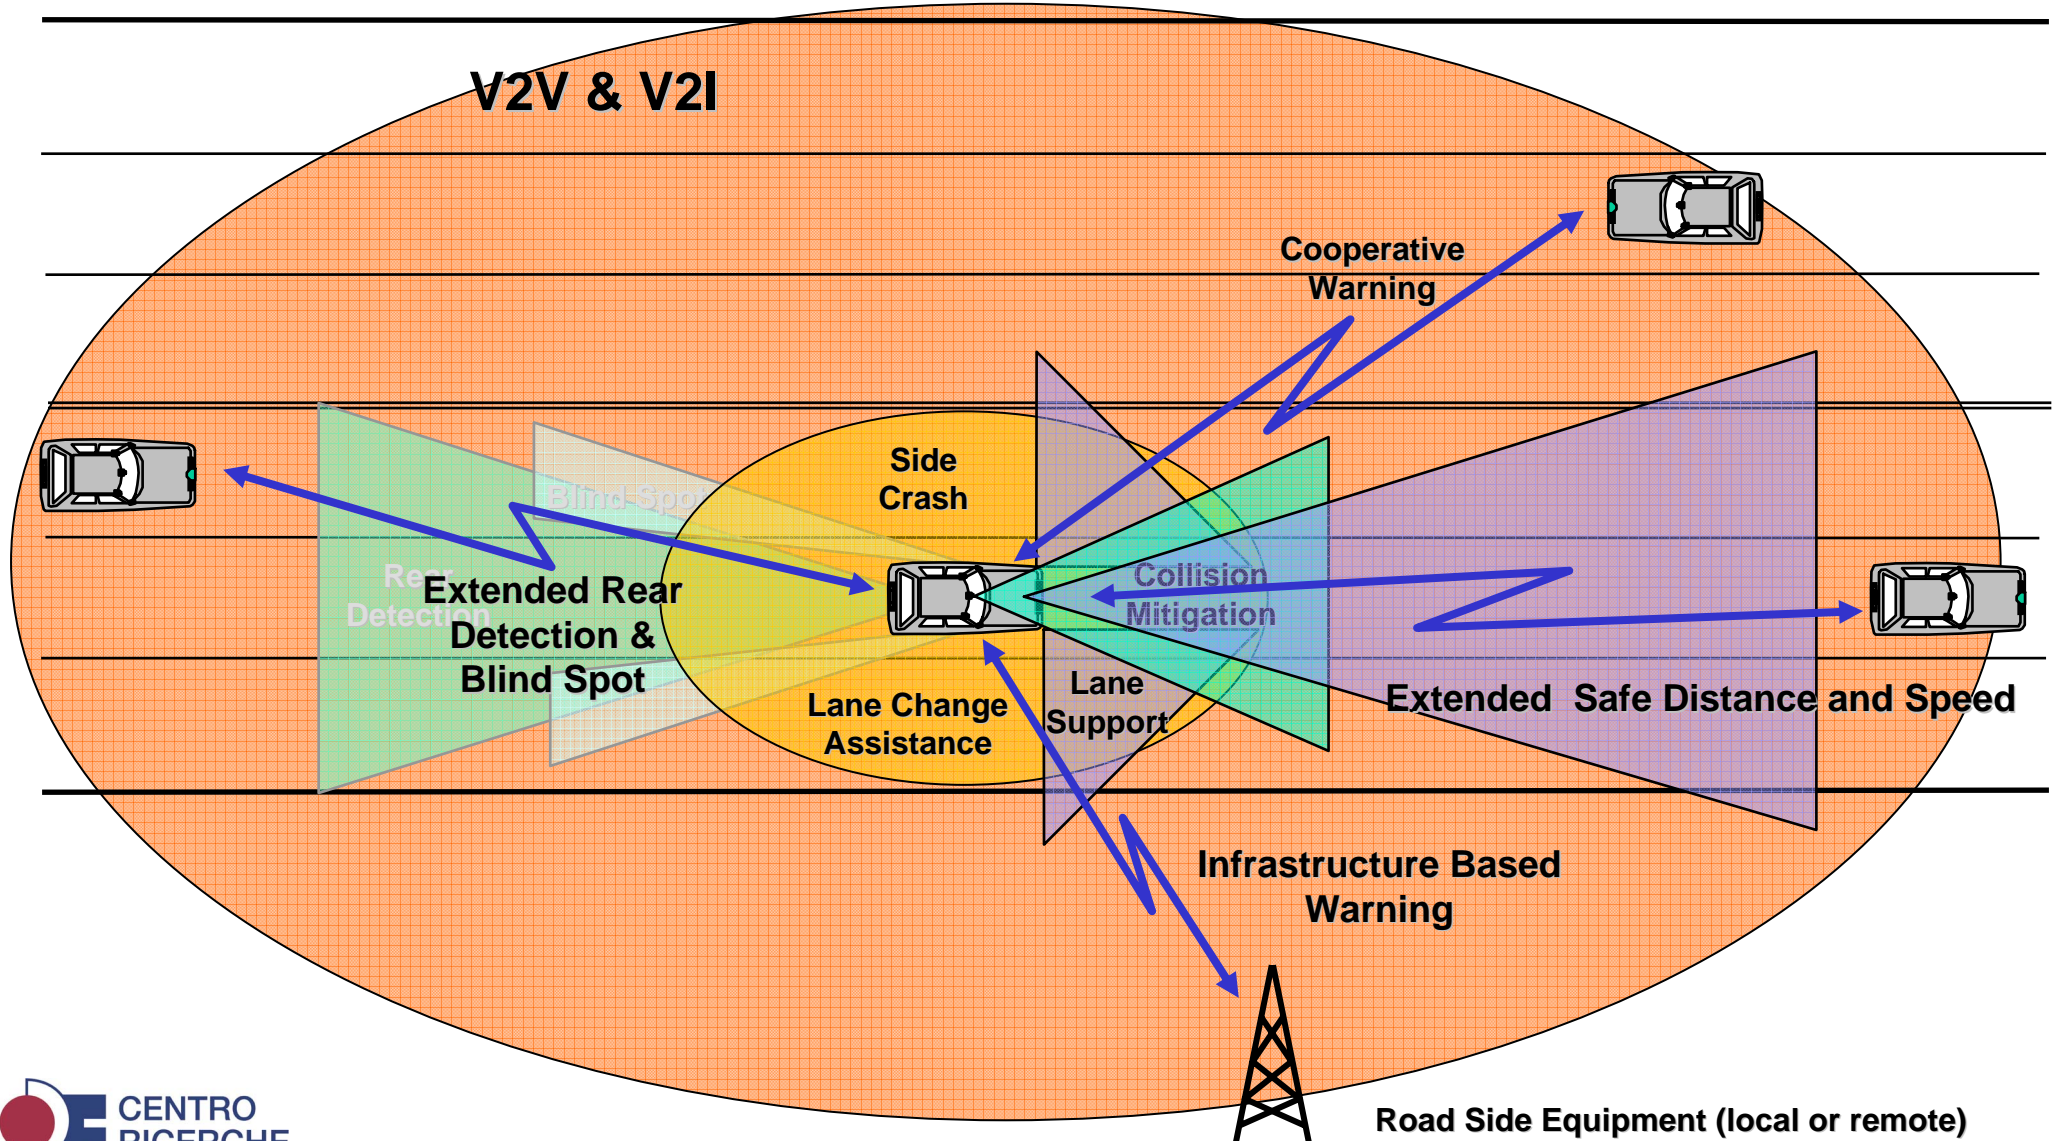 V2V & V2I
Cooperative
Warning
Side
Crash
Blind Spot
Rear
Detection
Extended Rear
Detection &
Blind Spot
Collision
Mitigation
Lane Change
Assistance
Lane
Support
Extended Safe Distance and Speed
Infrastructure Based
Warning
Road Side Equipment (local or remote)
CENTRO
RICERCHE